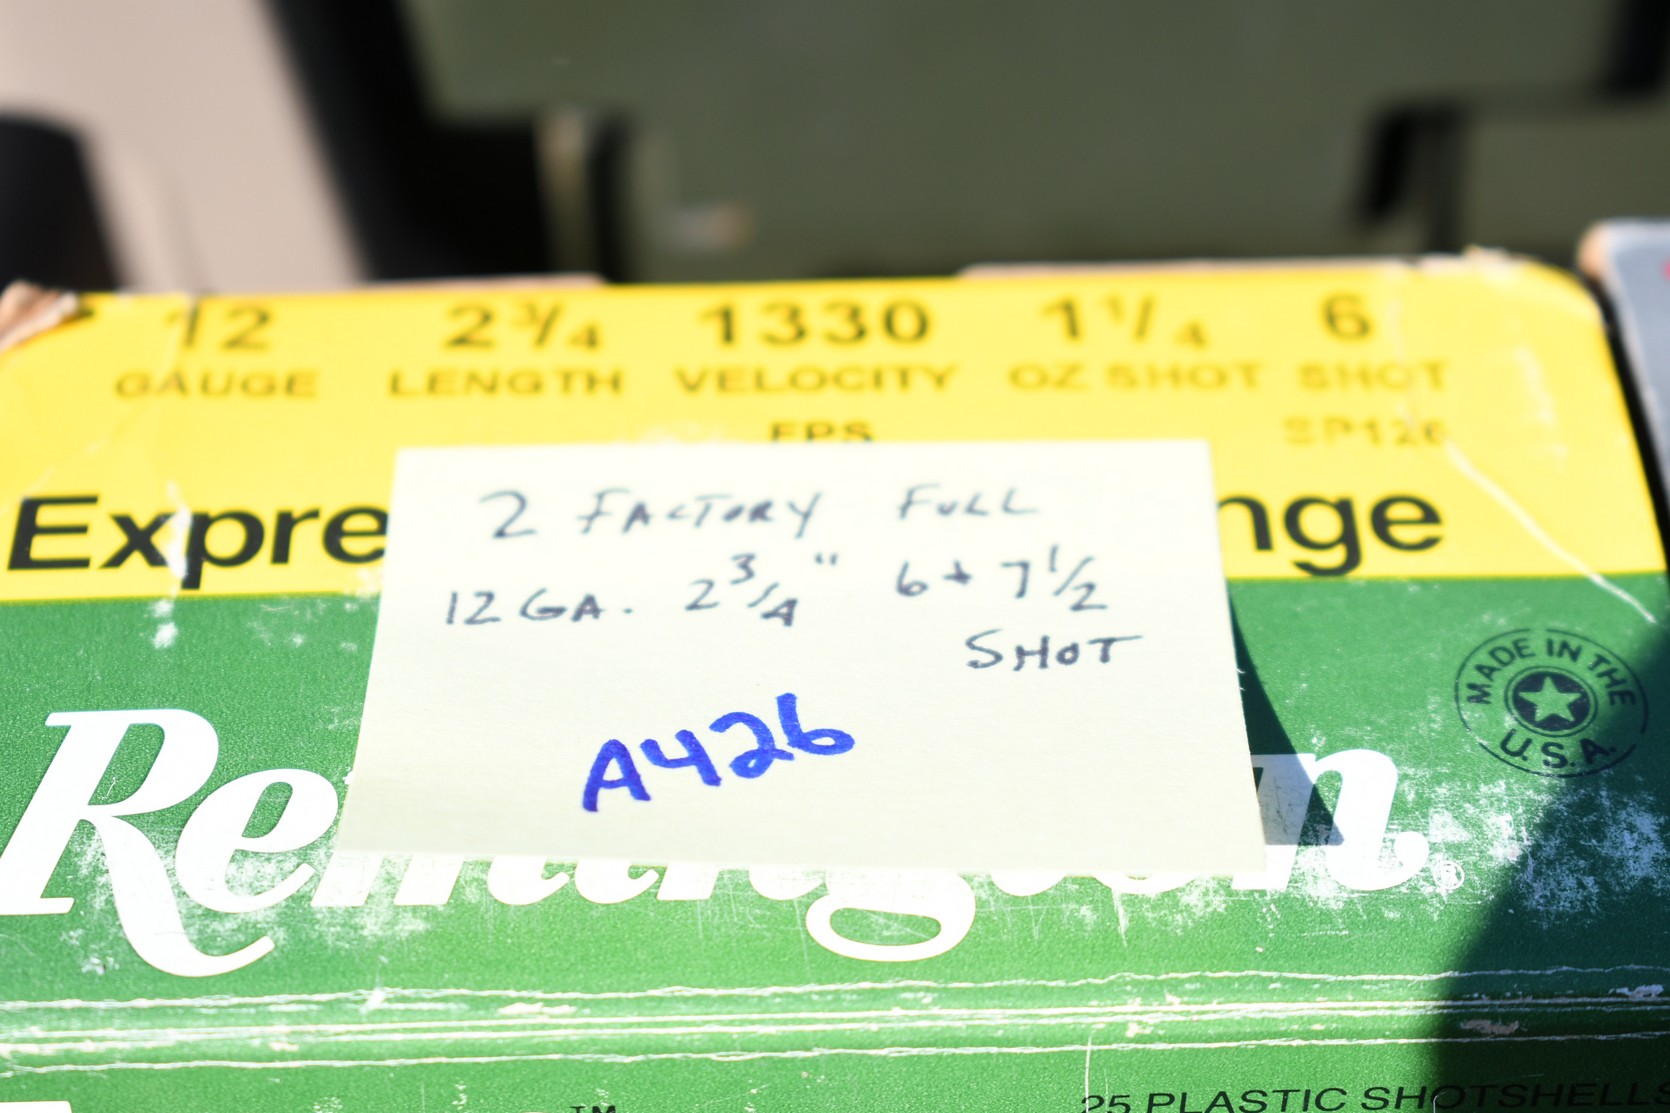 12 2 3/4 1330 1 1/4 6
GAUGE LENGTH VELOCITY OZ SHOT SHOT
FPS SP126
Expre nge
2 FACTORY FULL
12 GA. 2 3/4" 6 + 7 1/2
SHOT
A426
MADE IN THE
U.S.A.
Remington®
TM
25 PLASTIC SHOTSHELLS